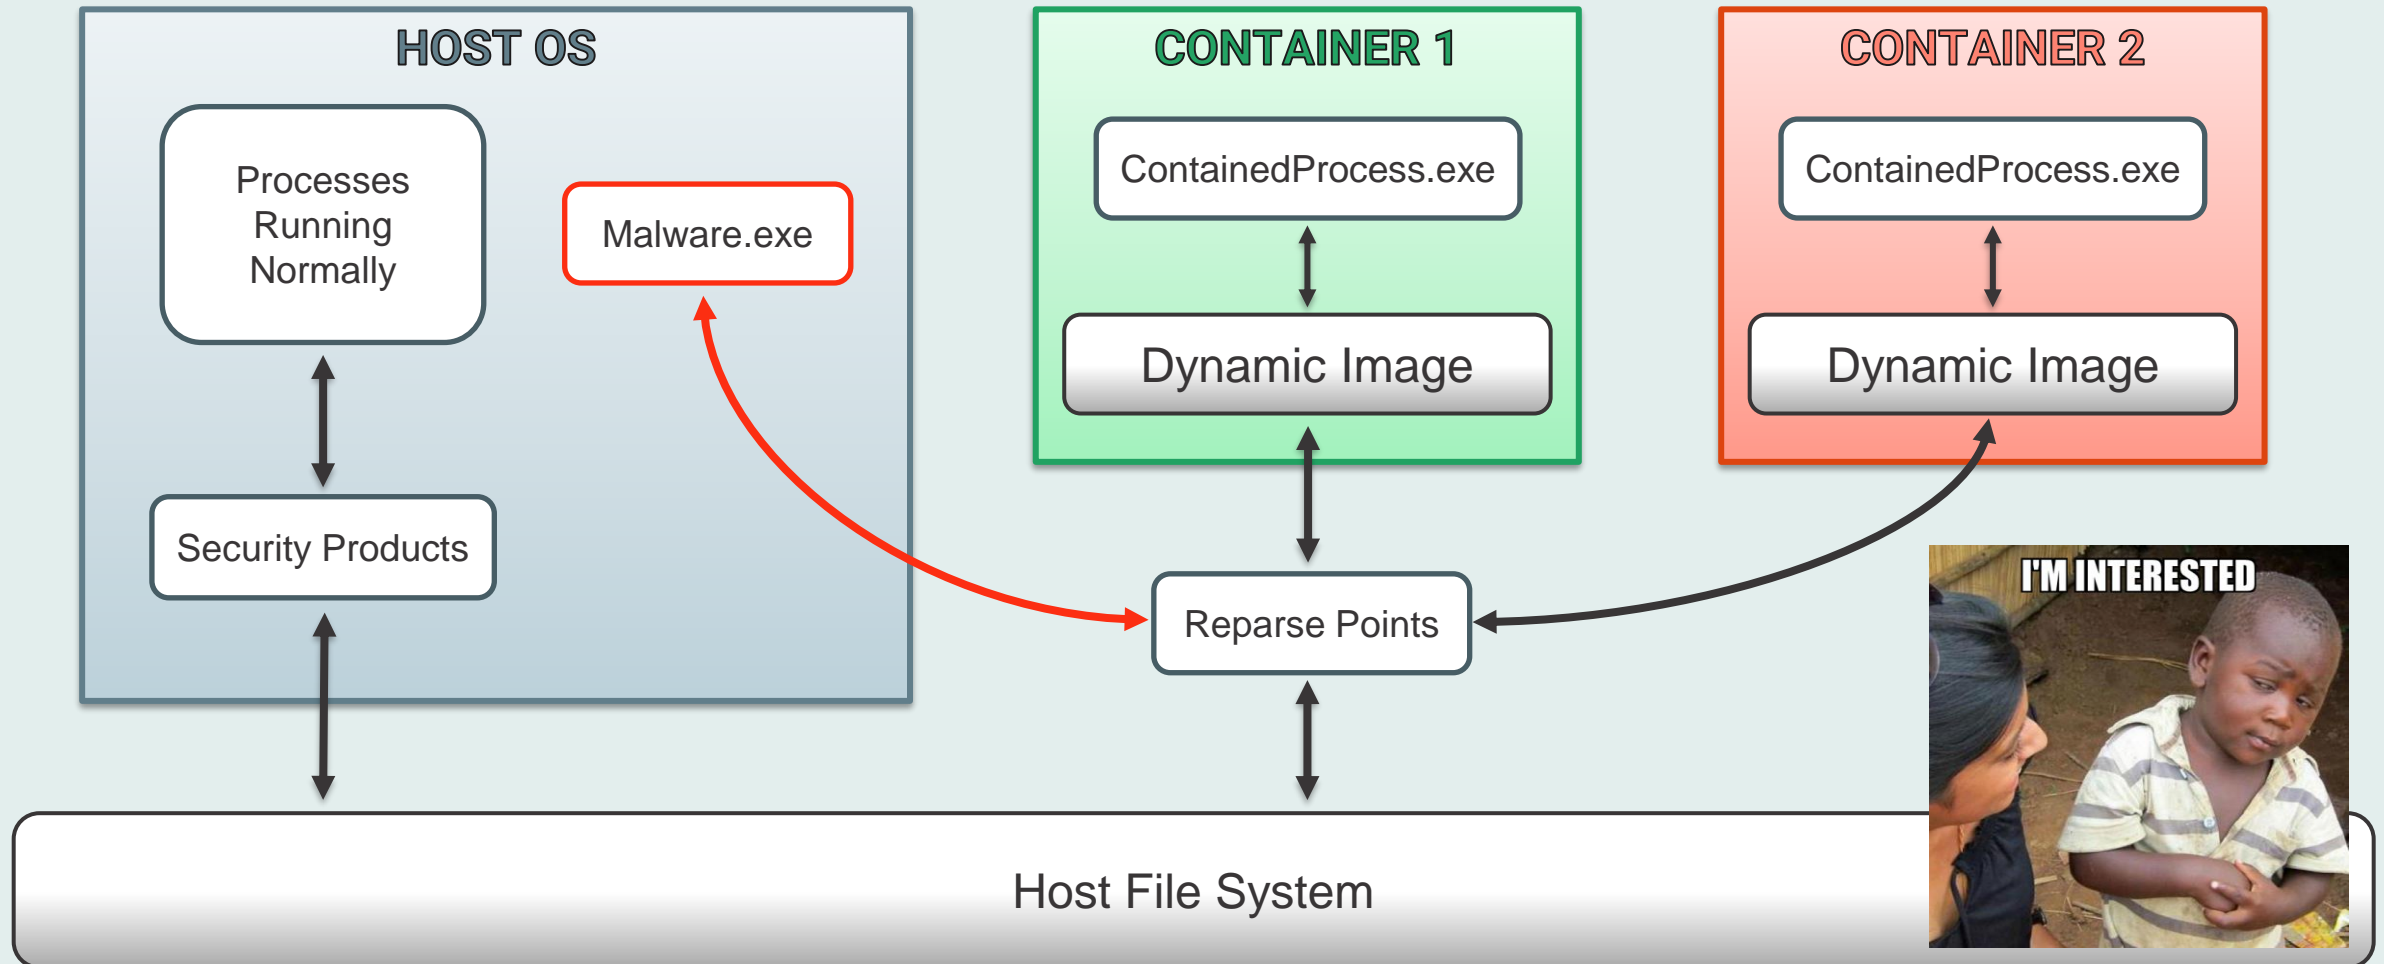 HOST OS
Processes
Running
Normally
Malware.exe
Security Products
CONTAINER 1
ContainedProcess.exe
Dynamic Image
CONTAINER 2
ContainedProcess.exe
Dynamic Image
Reparse Points
I'M INTERESTED
Host File System